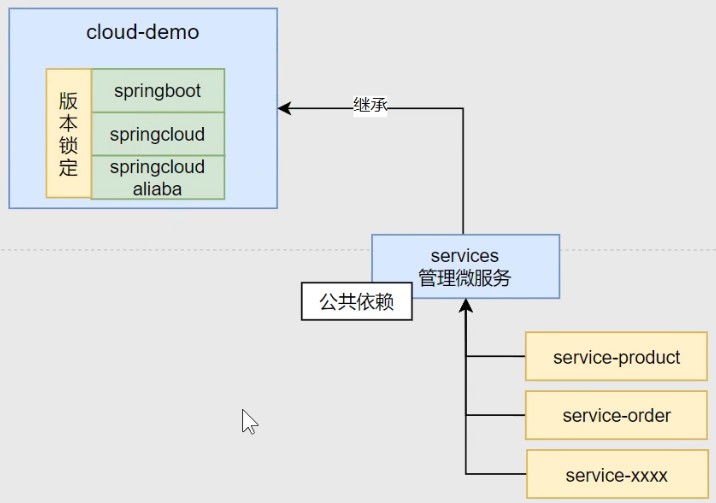 cloud-demo
版
本
锁
定
springboot
springcloud
springcloud
aliaba
继承
services
管理微服务
公共依赖
service-product
service-order
service-xxxx